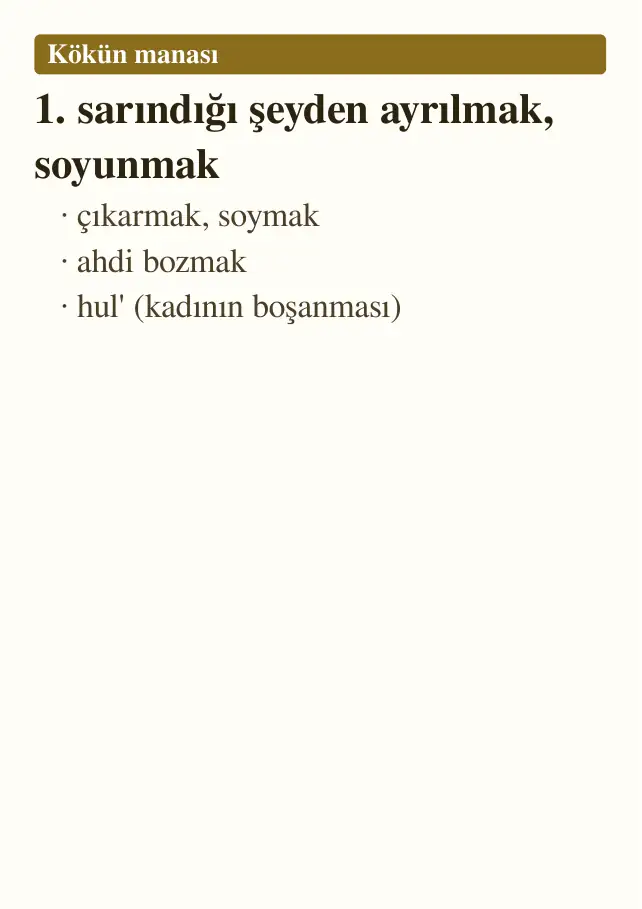 Kökün manası
1. sarındığı şeyden ayrılmak,
soyunmak
· çıkarmak, soymak
· ahdi bozmak
· hul' (kadının boşanması)